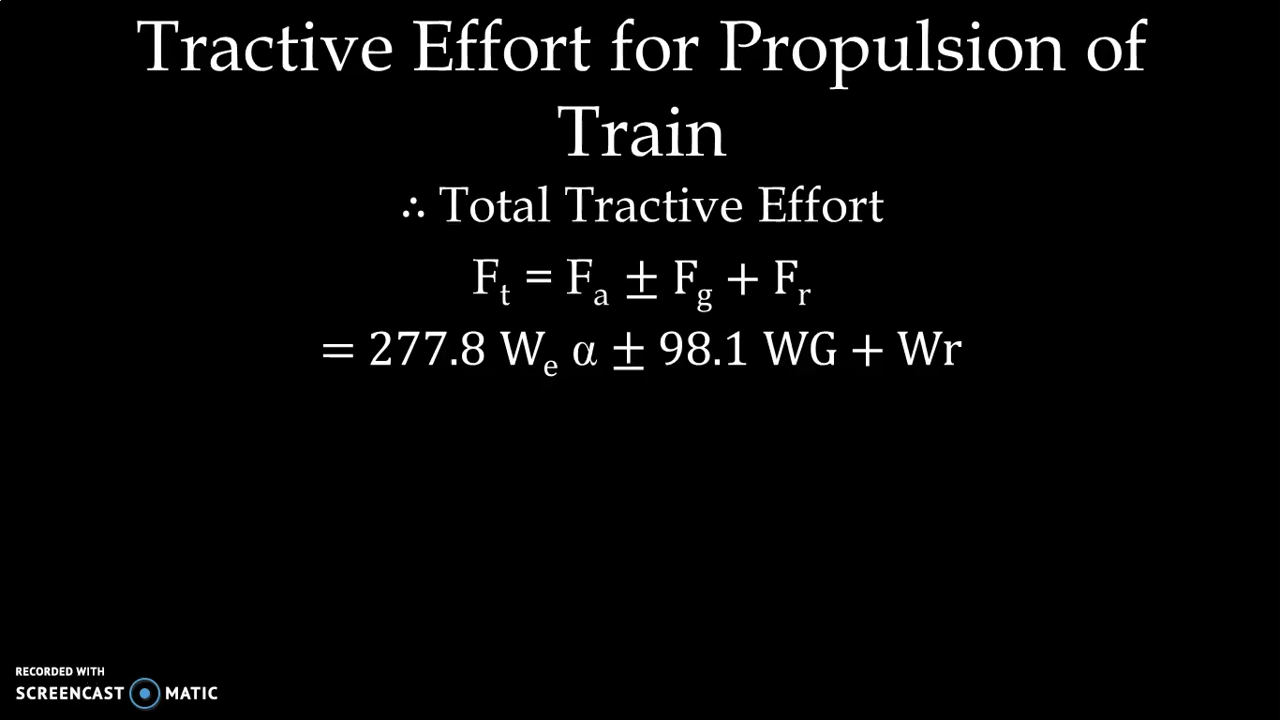 Tractive Effort for Propulsion of
Train
∴ Total Tractive Effort
Fₜ = Fₐ ± F_g + Fᵣ
= 277.8 Wₑ α ± 98.1 WG + Wr
RECORDED WITH
SCREENCAST MATIC